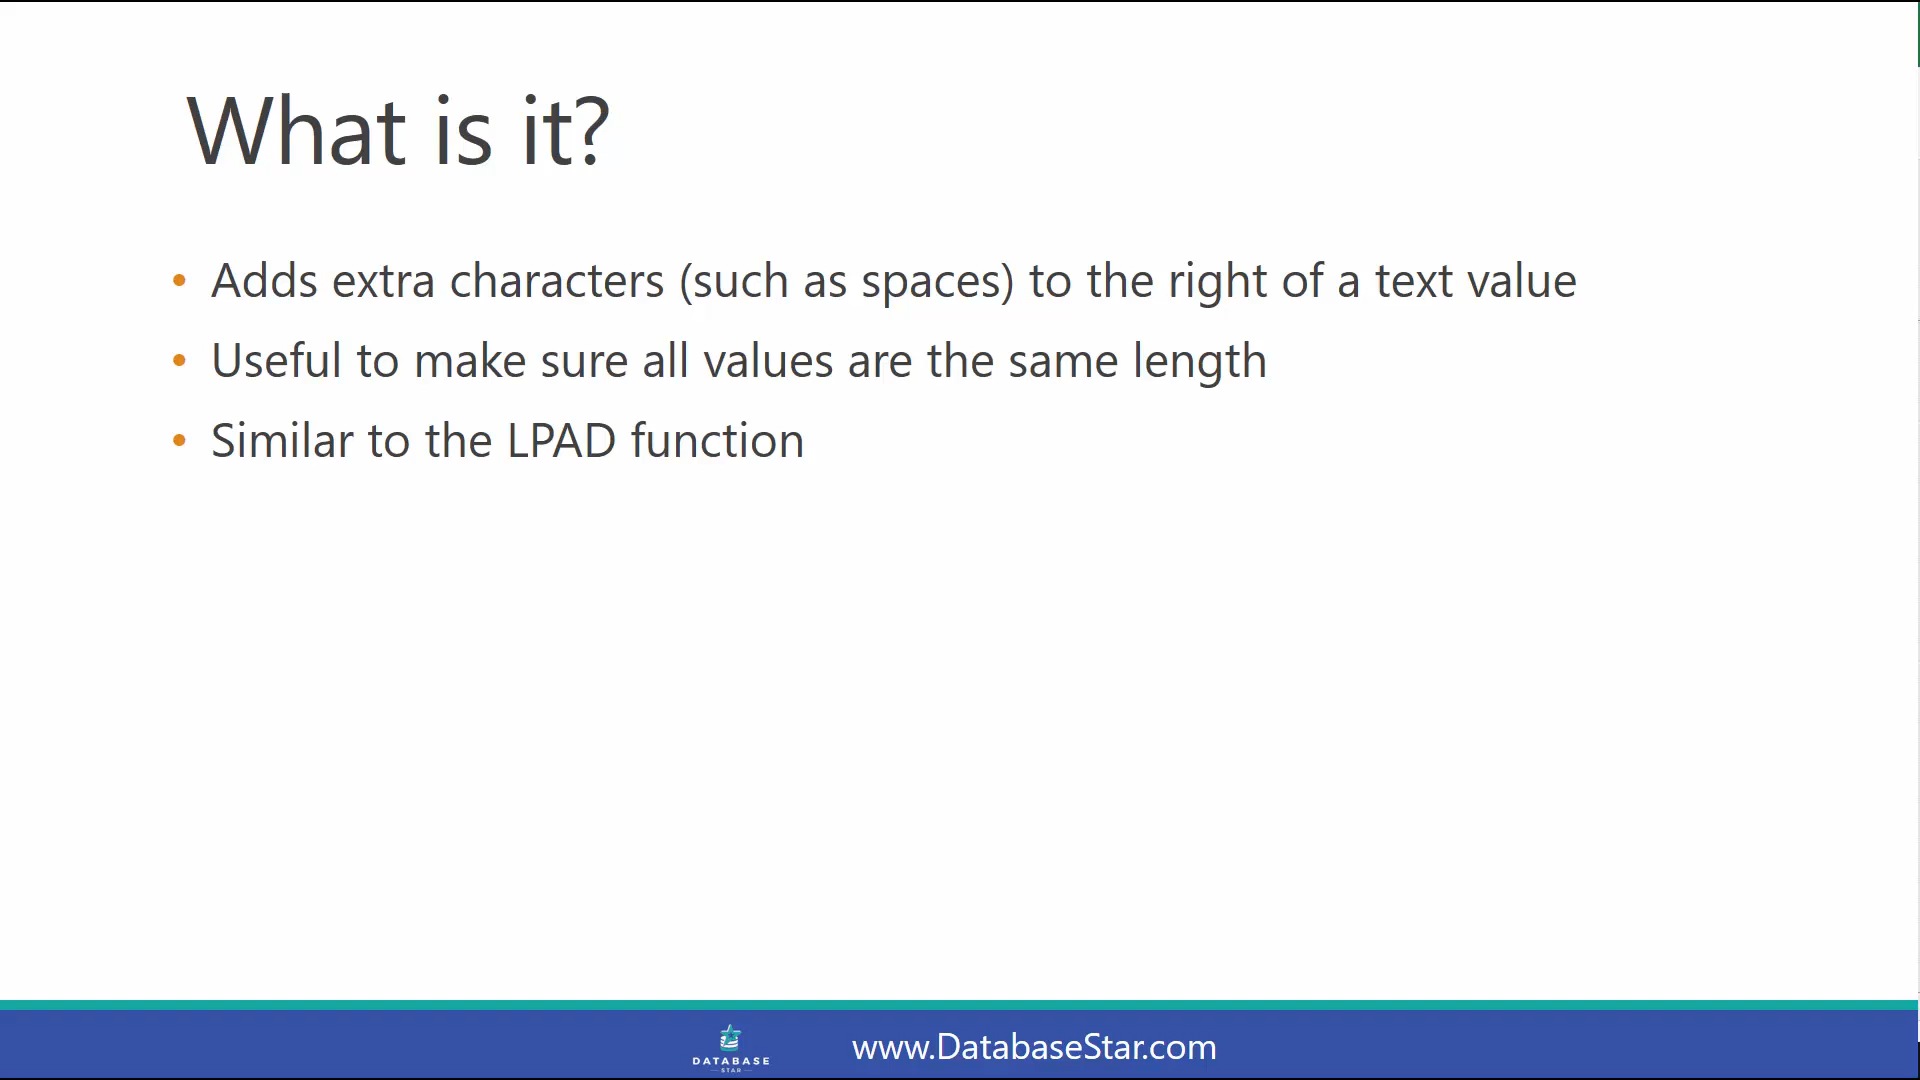 What is it?
• Adds extra characters (such as spaces) to the right of a text value
• Useful to make sure all values are the same length
• Similar to the LPAD function
DATABASE
STAR
www.DatabaseStar.com